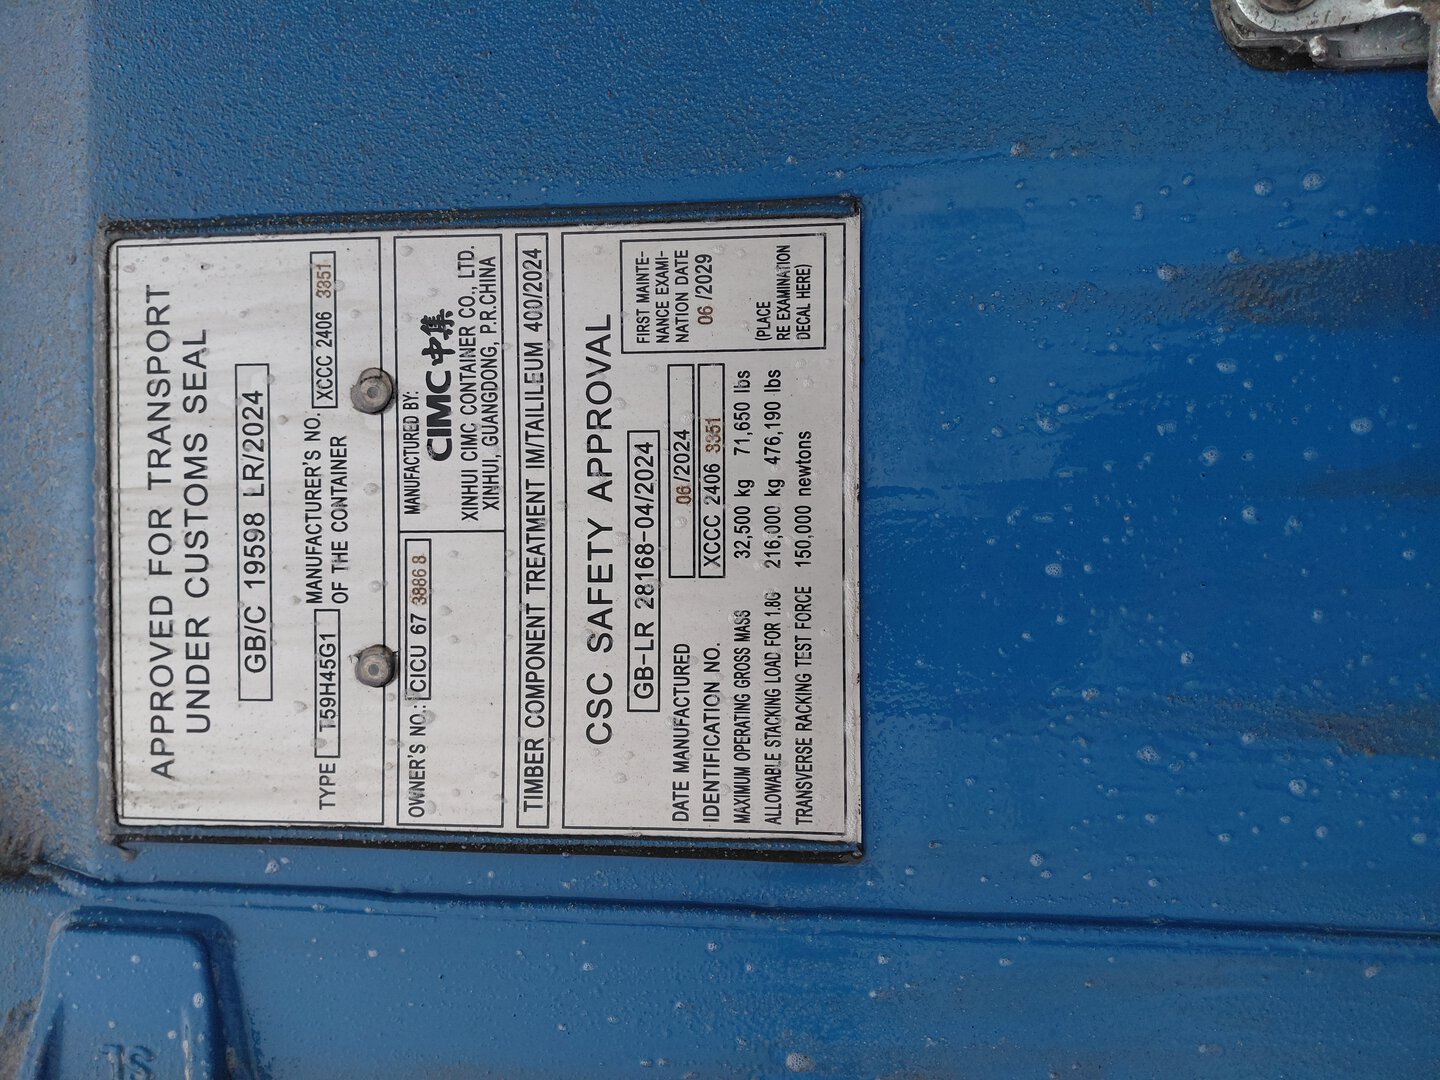 APPROVED FOR TRANSPORT
UNDER CUSTOMS SEAL
GB/C 19598 LR/2024
TYPE T59H45G1 MANUFACTURER'S NO. OF THE CONTAINER XCCC 2406 3351
OWNER'S NO.: CICU 67 3886 8
MANUFACTURED BY:
CIMC 中集
XINHUI CIMC CONTAINER CO., LTD.
XINHUI, GUANGDONG, P.R.CHINA
TIMBER COMPONENT TREATMENT IM/TAILILEUM 400/2024
CSC SAFETY APPROVAL
GB-LR 28168-04/2024
DATE MANUFACTURED 06/2024
IDENTIFICATION NO. XCCC 2406 3351
MAXIMUM OPERATING GROSS MASS 32,500 kg 71,650 lbs
ALLOWABLE STACKING LOAD FOR 1.8G 216,000 kg 476,190 lbs
TRANSVERSE RACKING TEST FORCE 150,000 newtons
FIRST MAINTE-
NANCE EXAMI-
NATION DATE
06 /2029
(PLACE
RE EXAMINATION
DECAL HERE)